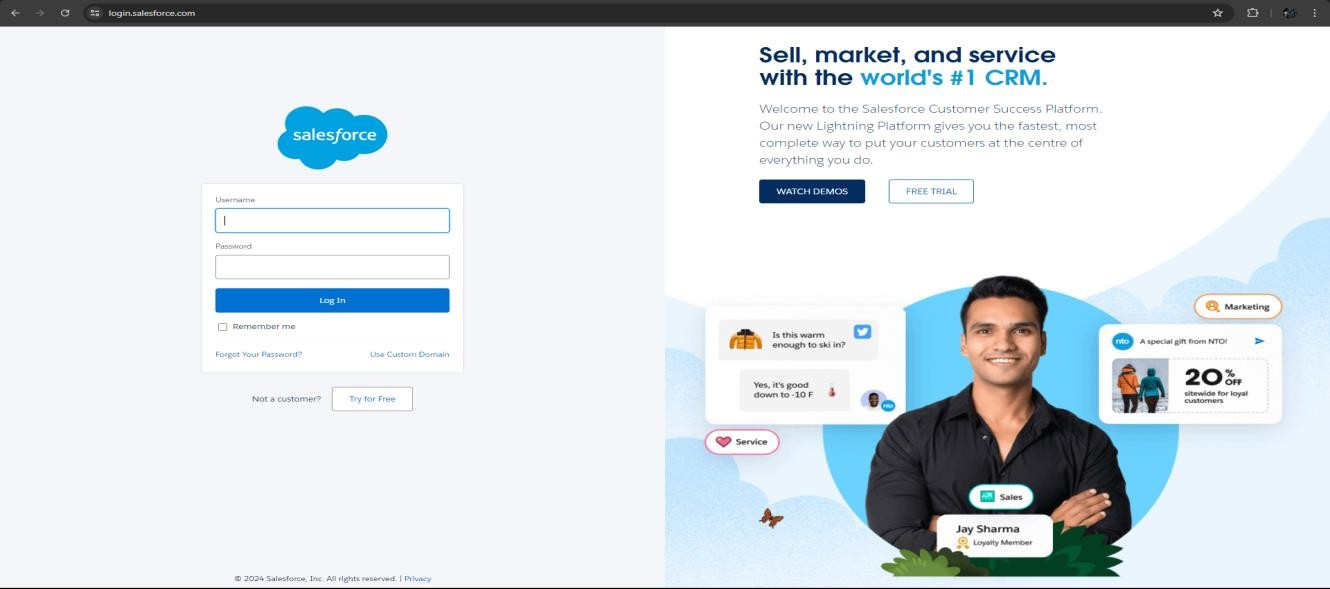 login.salesforce.com
salesforce
Username
Password
Log In
Remember me
Forgot Your Password?
Use Custom Domain
Not a customer?
Try for Free
© 2024 Salesforce, Inc. All rights reserved. | Privacy
Sell, market, and service
with the world's #1 CRM.
Welcome to the Salesforce Customer Success Platform.
Our new Lightning Platform gives you the fastest, most
complete way to put your customers at the centre of
everything you do.
WATCH DEMOS
FREE TRIAL
Is this warm
enough to ski in?
Yes, it's good
down to -10 F
nto
Service
Marketing
nto
A special gift from NTO!
20% OFF
sitewide for loyal
customers
Sales
Jay Sharma
Loyalty Member